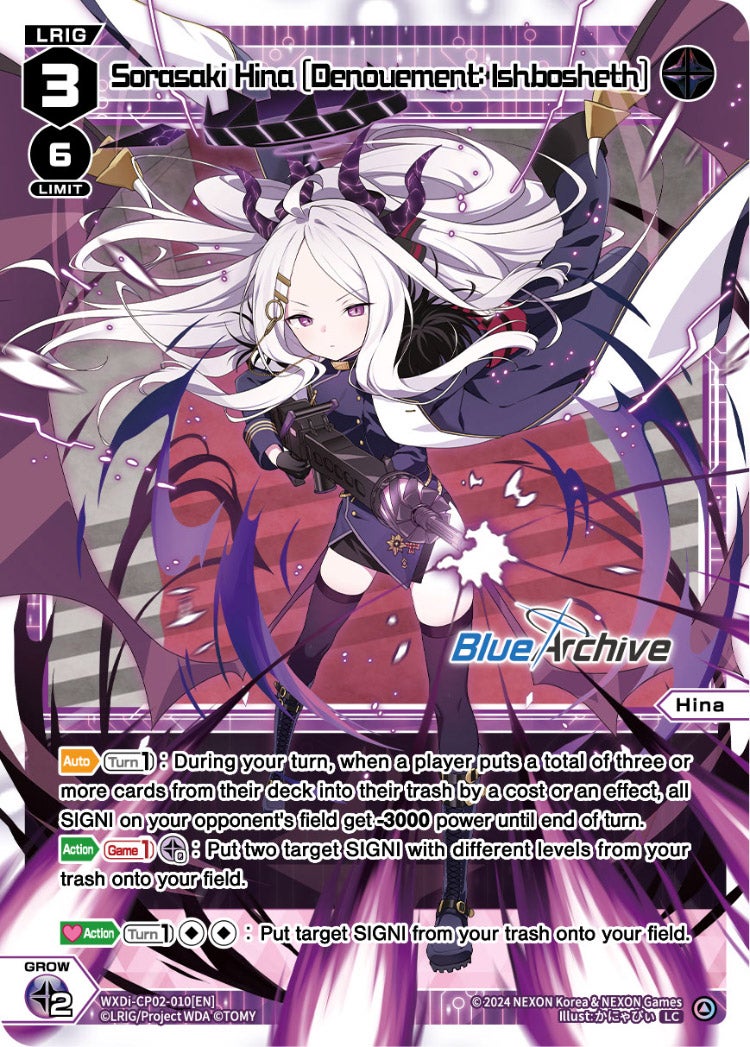 LRIG
3
Sorasaki Hina [Denouement: Ishbosheth]
6
LIMIT
Blue Archive
Hina
Auto Turn 1 : During your turn, when a player puts a total of three or
more cards from their deck into their trash by a cost or an effect, all
SIGNI on your opponent's field get -3000 power until end of turn.
Action Game 1 0 : Put two target SIGNI with different levels from your
trash onto your field.
Action Turn 1 : Put target SIGNI from your trash onto your field.
GROW
2
WXDi-CP02-010[EN]
©LRIG/Project WDA ©TOMY
©2024 NEXON Korea & NEXON Games
Illust:かにゃぴぃ LC